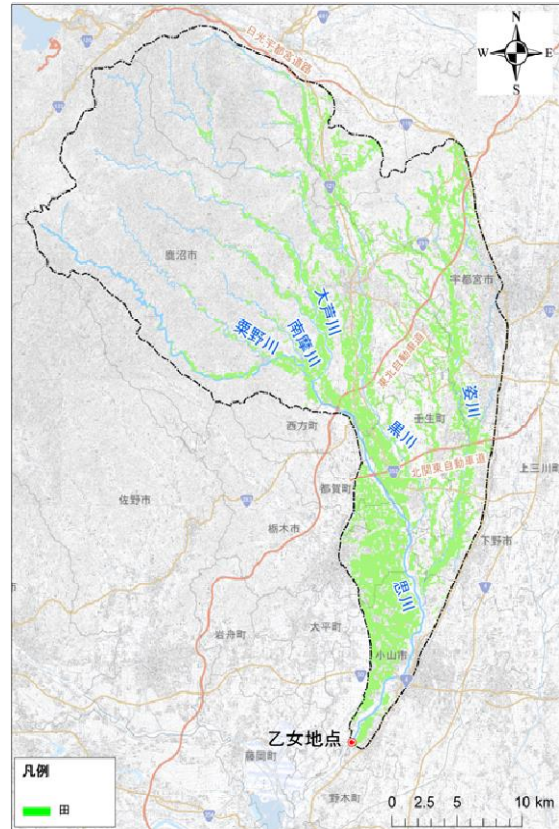 N
W
E
S
日光宇都宮道路
鹿沼市
宇都宮市
大芦川
南摩川
粟野川
東北自動車道
姿川
黒川
壬生町
西方町
北関東自動車道
上三川町
都賀町
佐野市
栃木市
下野市
思川
大平町
岩舟町
小山市
乙女地点
藤岡町
野木町
凡例
田
0 2.5 5 10 km